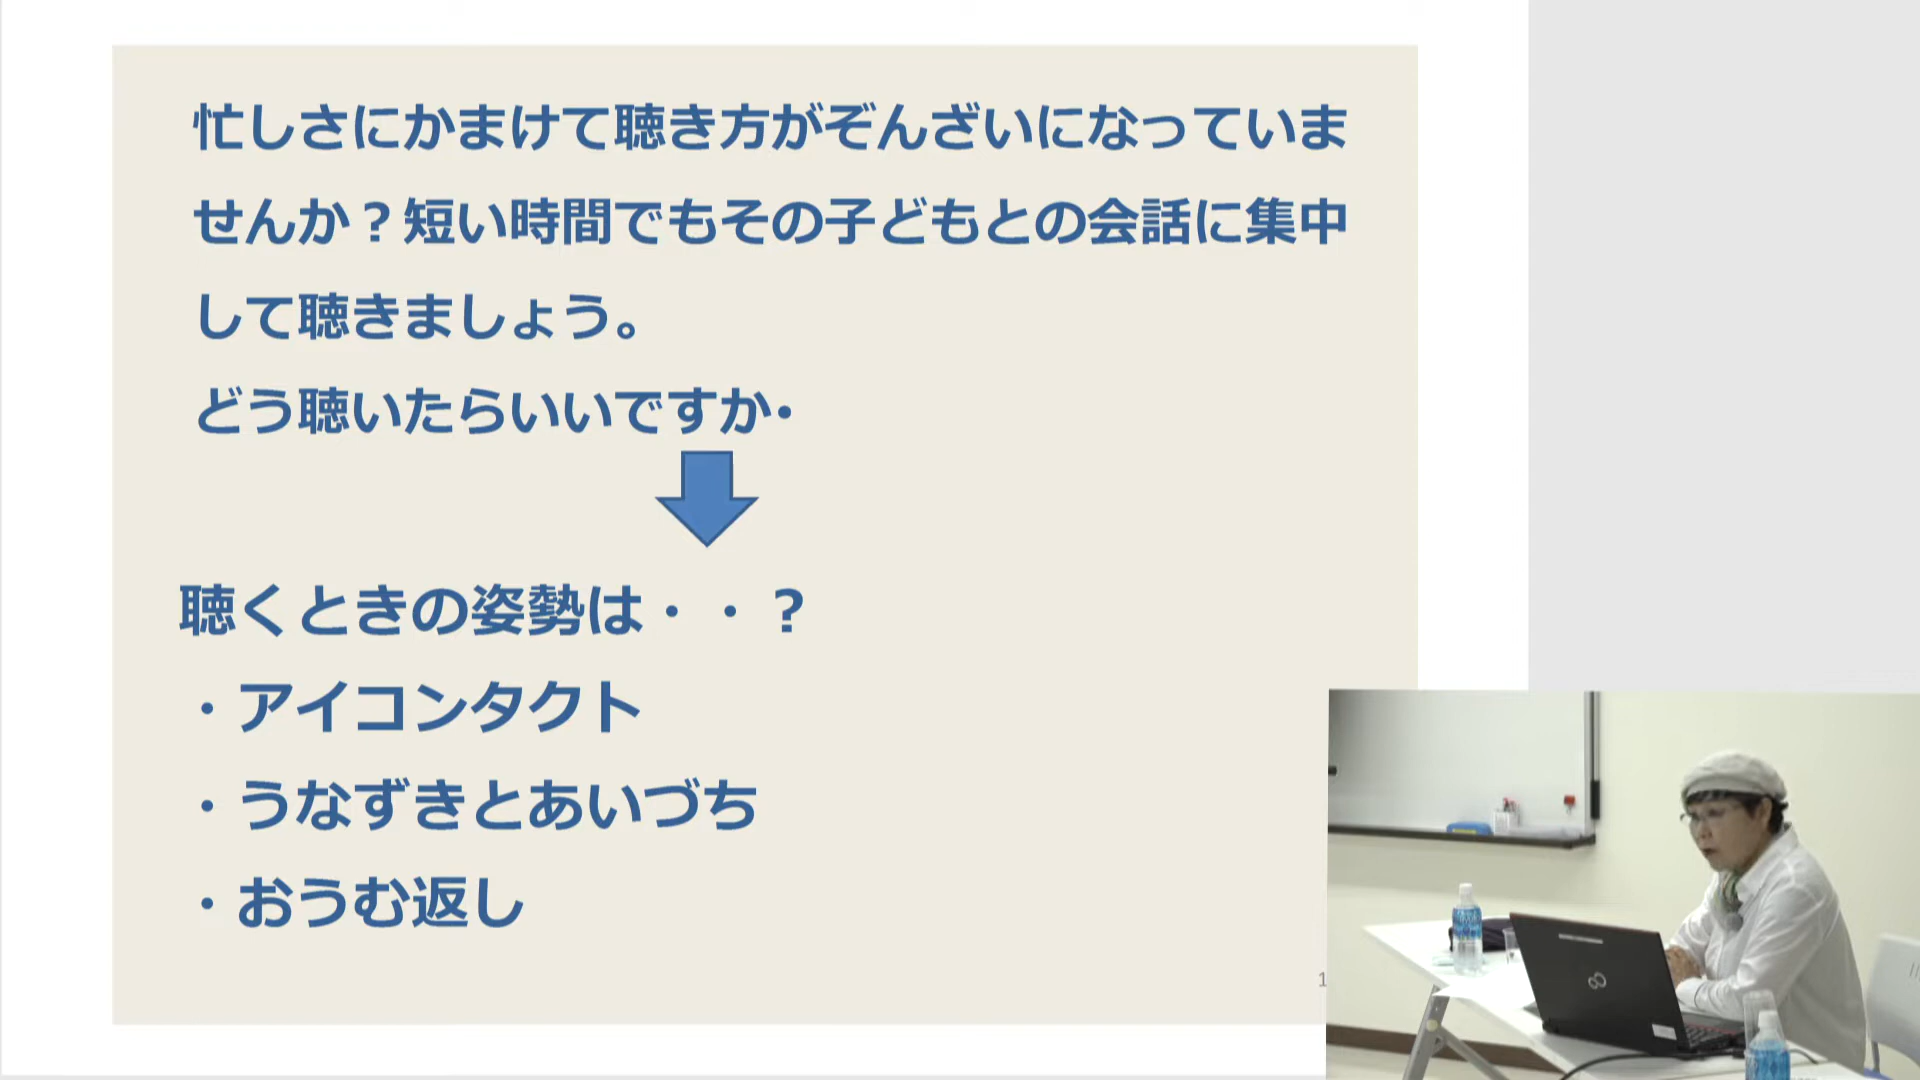 忙しさにかまけて聴き方がぞんざいになっていま
せんか？短い時間でもその子どもとの会話に集中
して聴きましょう。
どう聴いたらいいですか・
聴くときの姿勢は・・？
・アイコンタクト
・うなずきとあいづち
・おうむ返し
1